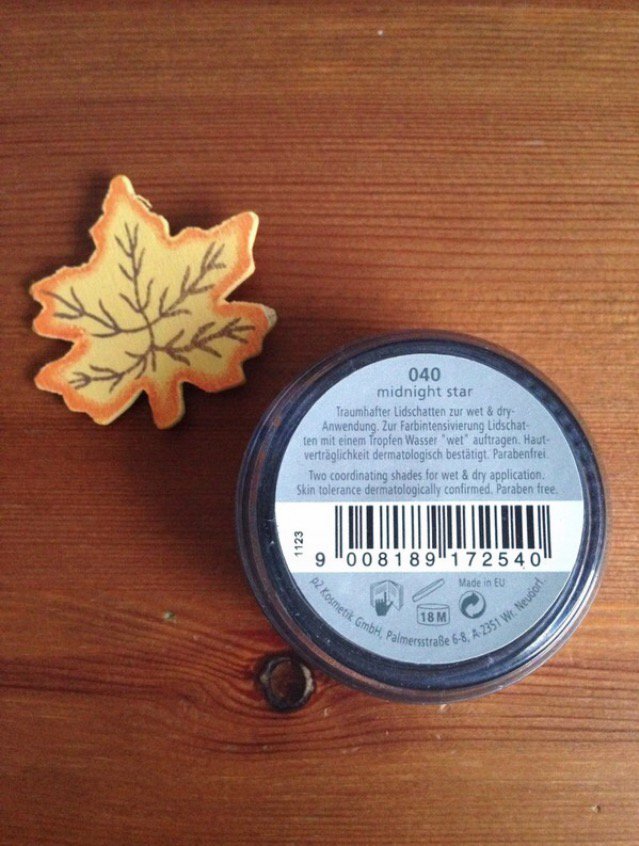 040
midnight star
Traumhafter Lidschatten zur wet & dry-
Anwendung. Zur Farbintensivierung Lidschat-
ten mit einem Tropfen Wasser "wet" auftragen. Haut-
verträglichkeit dermatologisch bestätigt. Parabenfrei.
Two coordinating shades for wet & dry application.
Skin tolerance dermatologically confirmed. Paraben free.
1123
9 008189 172540
Made in EU
18 M
p2 Kosmetik GmbH, Palmersstraße 6-8, A-2351 Wr. Neudorf.